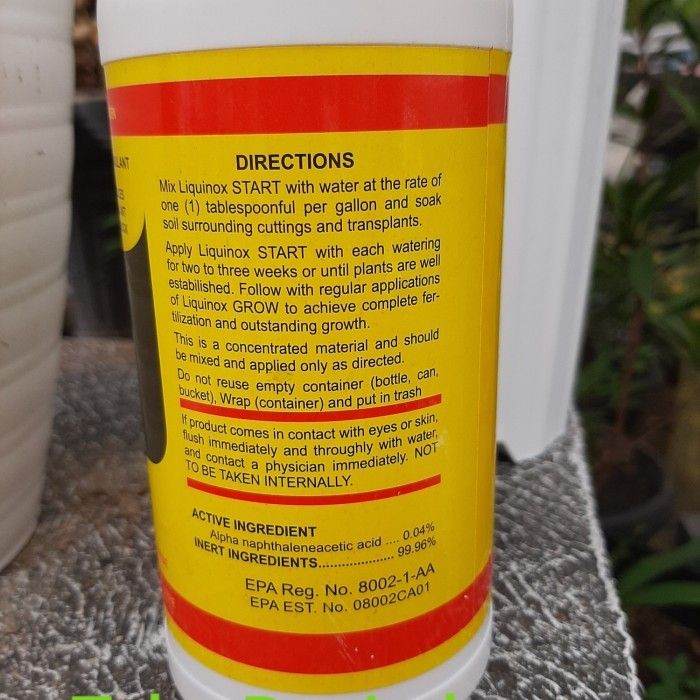 DIRECTIONS
Mix Liquinox START with water at the rate of
one (1) tablespoonful per gallon and soak
soil surrounding cuttings and transplants.
Apply Liquinox START with each watering
for two to three weeks or until plants are well
estabilished. Follow with regular applications
of Liquinox GROW to achieve complete fer-
tilization and outstanding growth.
This is a concentrated material and should
be mixed and applied only as directed.
Do not reuse empty container (bottle, can,
bucket), Wrap (container) and put in trash
If product comes in contact with eyes or skin,
flush immediately and throughly with water,
and contact a physician immediately. NOT
TO BE TAKEN INTERNALLY.
ACTIVE INGREDIENT
Alpha naphthaleneacetic acid .... 0.04%
INERT INGREDIENTS.................... 99.96%
EPA Reg. No. 8002-1-AA
EPA EST. No. 08002CA01